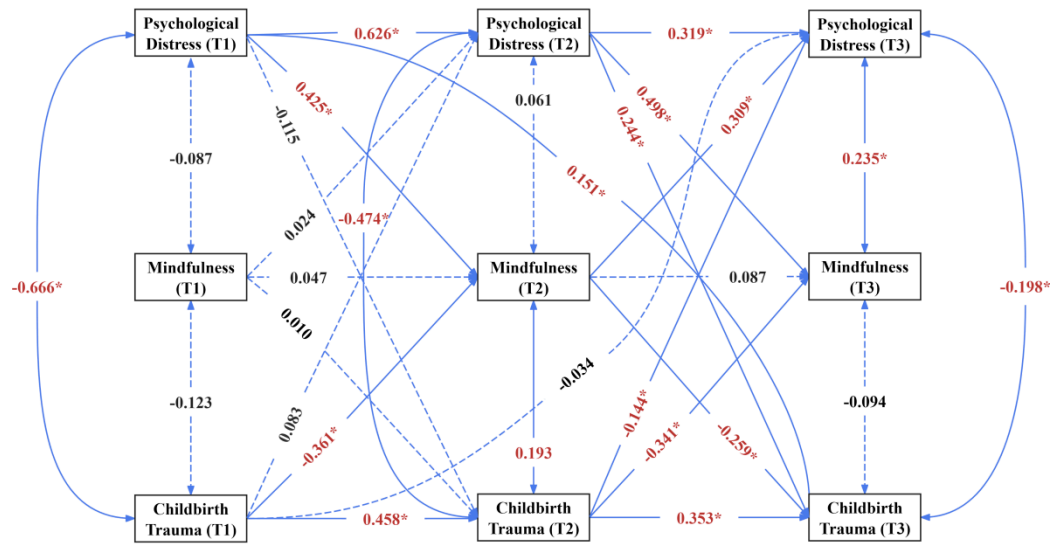 Psychological
Distress (T1)
0.626*
Psychological
Distress (T2)
0.319*
Psychological
Distress (T3)
0.425*
-0.115
0.061
0.498*
0.244*
0.309*
-0.087
0.151*
0.235*
0.024
-0.474*
Mindfulness
(T1)
0.047
Mindfulness
(T2)
0.087
Mindfulness
(T3)
-0.666*
-0.198*
0.010
-0.034
-0.123
-0.094
0.083
-0.361*
0.193
-0.144*
-0.341*
-0.259*
Childbirth
Trauma (T1)
0.458*
Childbirth
Trauma (T2)
0.353*
Childbirth
Trauma (T3)